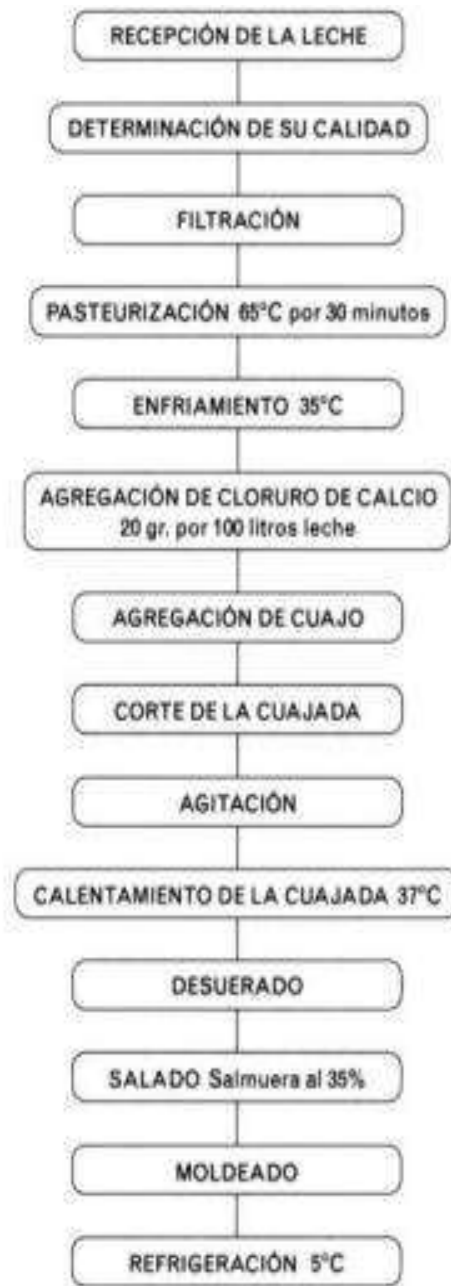 RECEPCIÓN DE LA LECHE
DETERMINACIÓN DE SU CALIDAD
FILTRACIÓN
PASTEURIZACIÓN 65°C por 30 minutos
ENFRIAMIENTO 35°C
AGREGACIÓN DE CLORURO DE CALCIO
20 gr. por 100 litros leche
AGREGACIÓN DE CUAJO
CORTE DE LA CUAJADA
AGITACIÓN
CALENTAMIENTO DE LA CUAJADA 37°C
DESUERADO
SALADO Salmuera al 35%
MOLDEADO
REFRIGERACIÓN 5°C